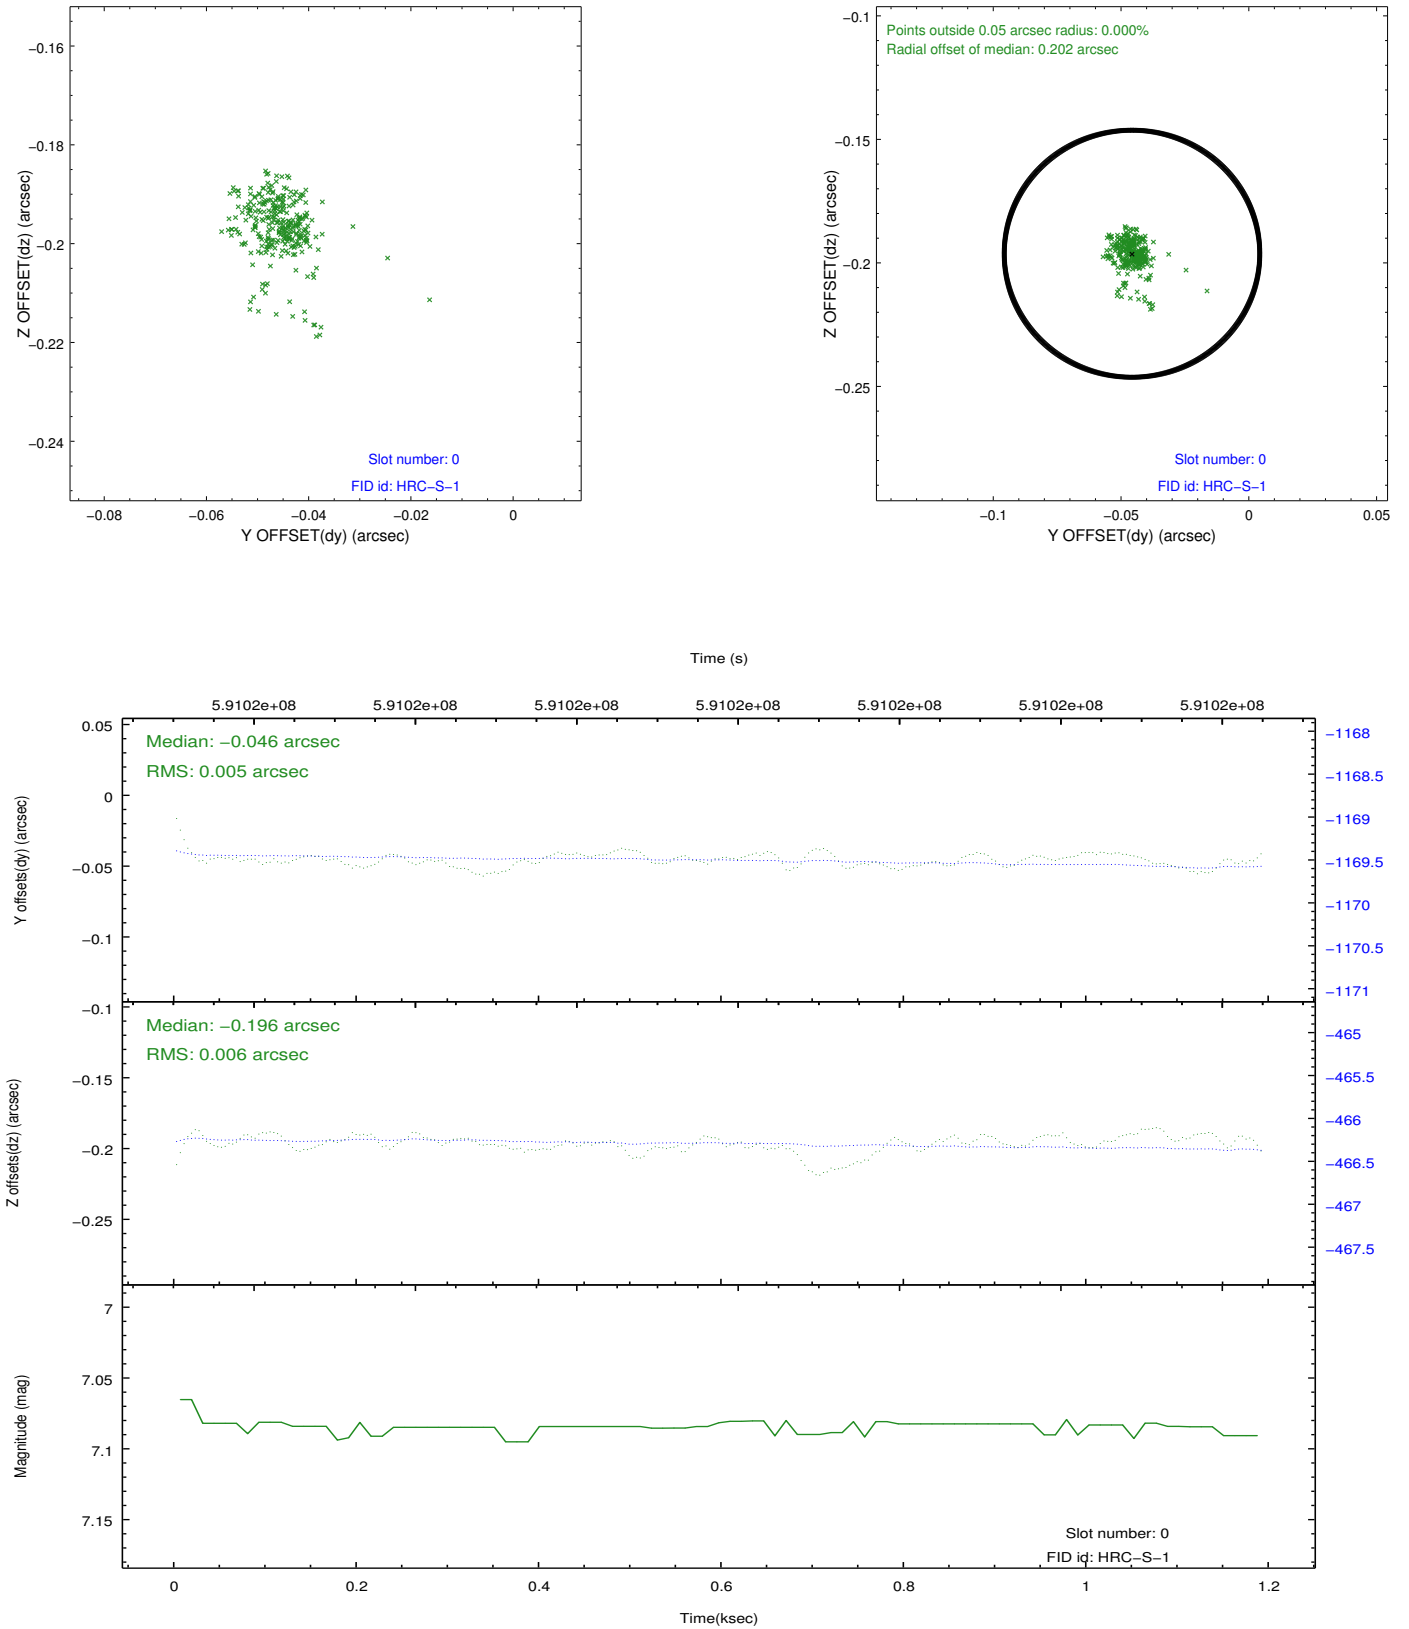 −0.16
−0.18
−0.2
−0.22
−0.24
Z OFFSET(dz) (arcsec)
Slot number: 0
FID id: HRC−S−1
−0.08 −0.06 −0.04 −0.02 0
Y OFFSET(dy) (arcsec)
−0.1
−0.15
−0.2
−0.25
Z OFFSET(dz) (arcsec)
Points outside 0.05 arcsec radius: 0.000%
Radial offset of median: 0.202 arcsec
Slot number: 0
FID id: HRC−S−1
−0.1 −0.05 0 0.05
Y OFFSET(dy) (arcsec)
Time (s)
5.9102e+08 5.9102e+08 5.9102e+08 5.9102e+08 5.9102e+08 5.9102e+08 5.9102e+08
0.05
0
−0.05
−0.1
Y offsets(dy) (arcsec)
Median: −0.046 arcsec
RMS: 0.005 arcsec
−1168
−1168.5
−1169
−1169.5
−1170
−1170.5
−1171
−0.1
−0.15
−0.2
−0.25
Z offsets(dz) (arcsec)
Median: −0.196 arcsec
RMS: 0.006 arcsec
−465
−465.5
−466
−466.5
−467
−467.5
7
7.05
7.1
7.15
Magnitude (mag)
Slot number: 0
FID id: HRC−S−1
0 0.2 0.4 0.6 0.8 1 1.2
Time(ksec)